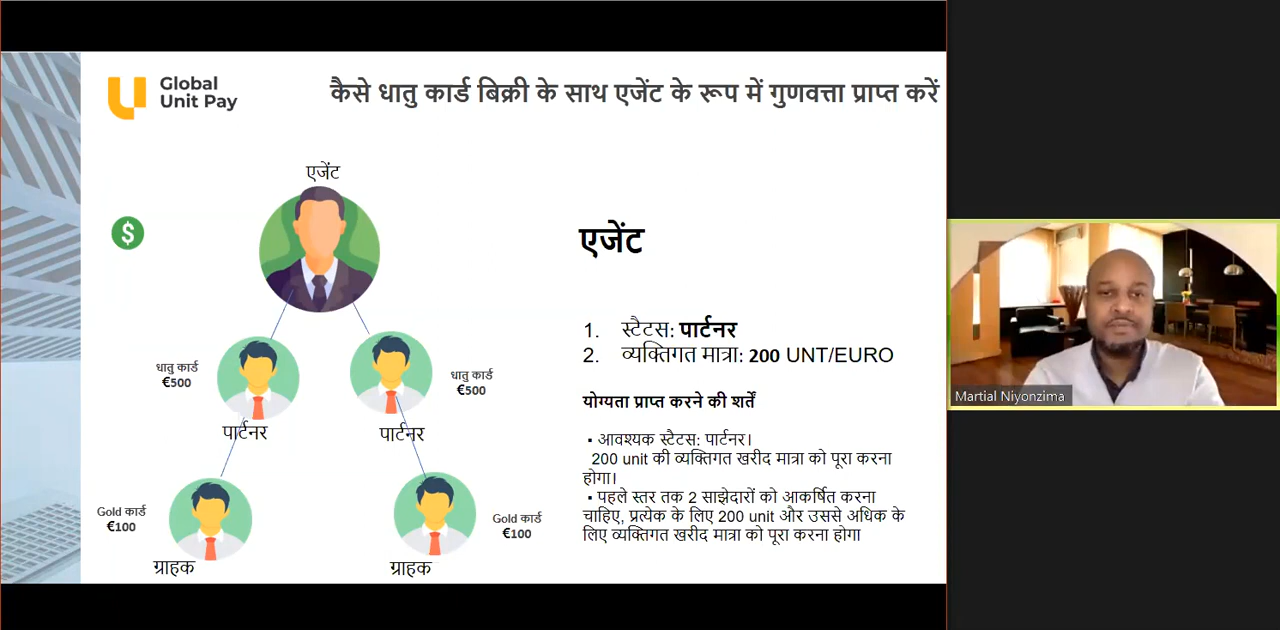 Global
Unit Pay
कैसे धातु कार्ड बिक्री के साथ एजेंट के रूप में गुणवत्ता प्राप्त करें
एजेंट
$
धातु कार्ड
€500
धातु कार्ड
€500
पार्टनर
पार्टनर
Gold कार्ड
€100
Gold कार्ड
€100
ग्राहक
ग्राहक
एजेंट
1. स्टैटस: पार्टनर
2. व्यक्तिगत मात्रा: 200 UNT/EURO
योग्यता प्राप्त करने की शर्तें
▪ आवश्यक स्टैटस: पार्टनर।
200 unit की व्यक्तिगत खरीद मात्रा को पूरा करना
होगा।
▪ पहले स्तर तक 2 साझेदारों को आकर्षित करना
चाहिए, प्रत्येक के लिए 200 unit और उससे अधिक के
लिए व्यक्तिगत खरीद मात्रा को पूरा करना होगा
Martial Niyonzima